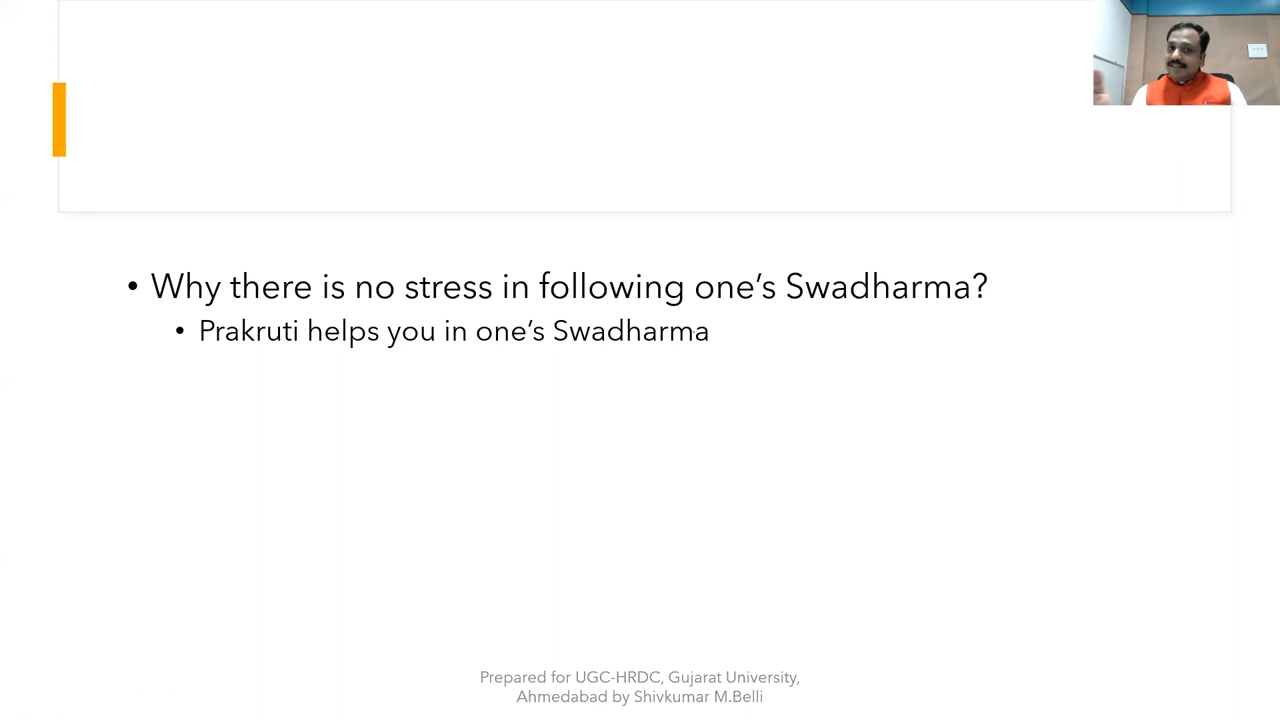 • Why there is no stress in following one’s Swadharma?
• Prakruti helps you in one’s Swadharma
Prepared for UGC-HRDC, Gujarat University,
Ahmedabad by Shivkumar M.Belli